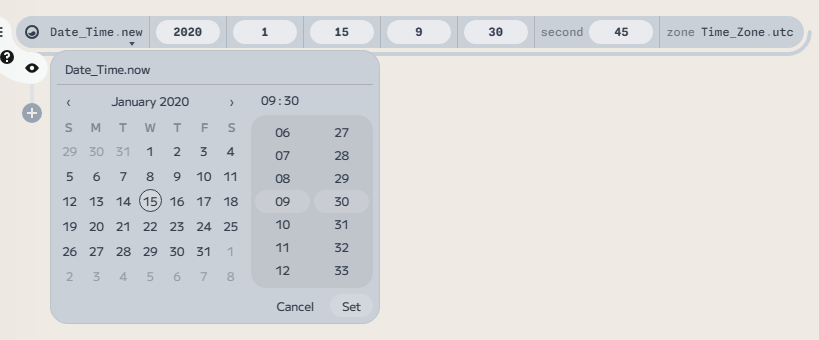 Date_Time.new 2020 1 15 9 30 second 45 zone Time_Zone.utc
Date_Time.now
‹ January 2020 › 09:30
S M T W T F S
29 30 31 1 2 3 4
5 6 7 8 9 10 11
12 13 14 15 16 17 18
19 20 21 22 23 24 25
26 27 28 29 30 31 1
2 3 4 5 6 7 8
06 27
07 28
08 29
09 30
10 31
11 32
12 33
Cancel Set